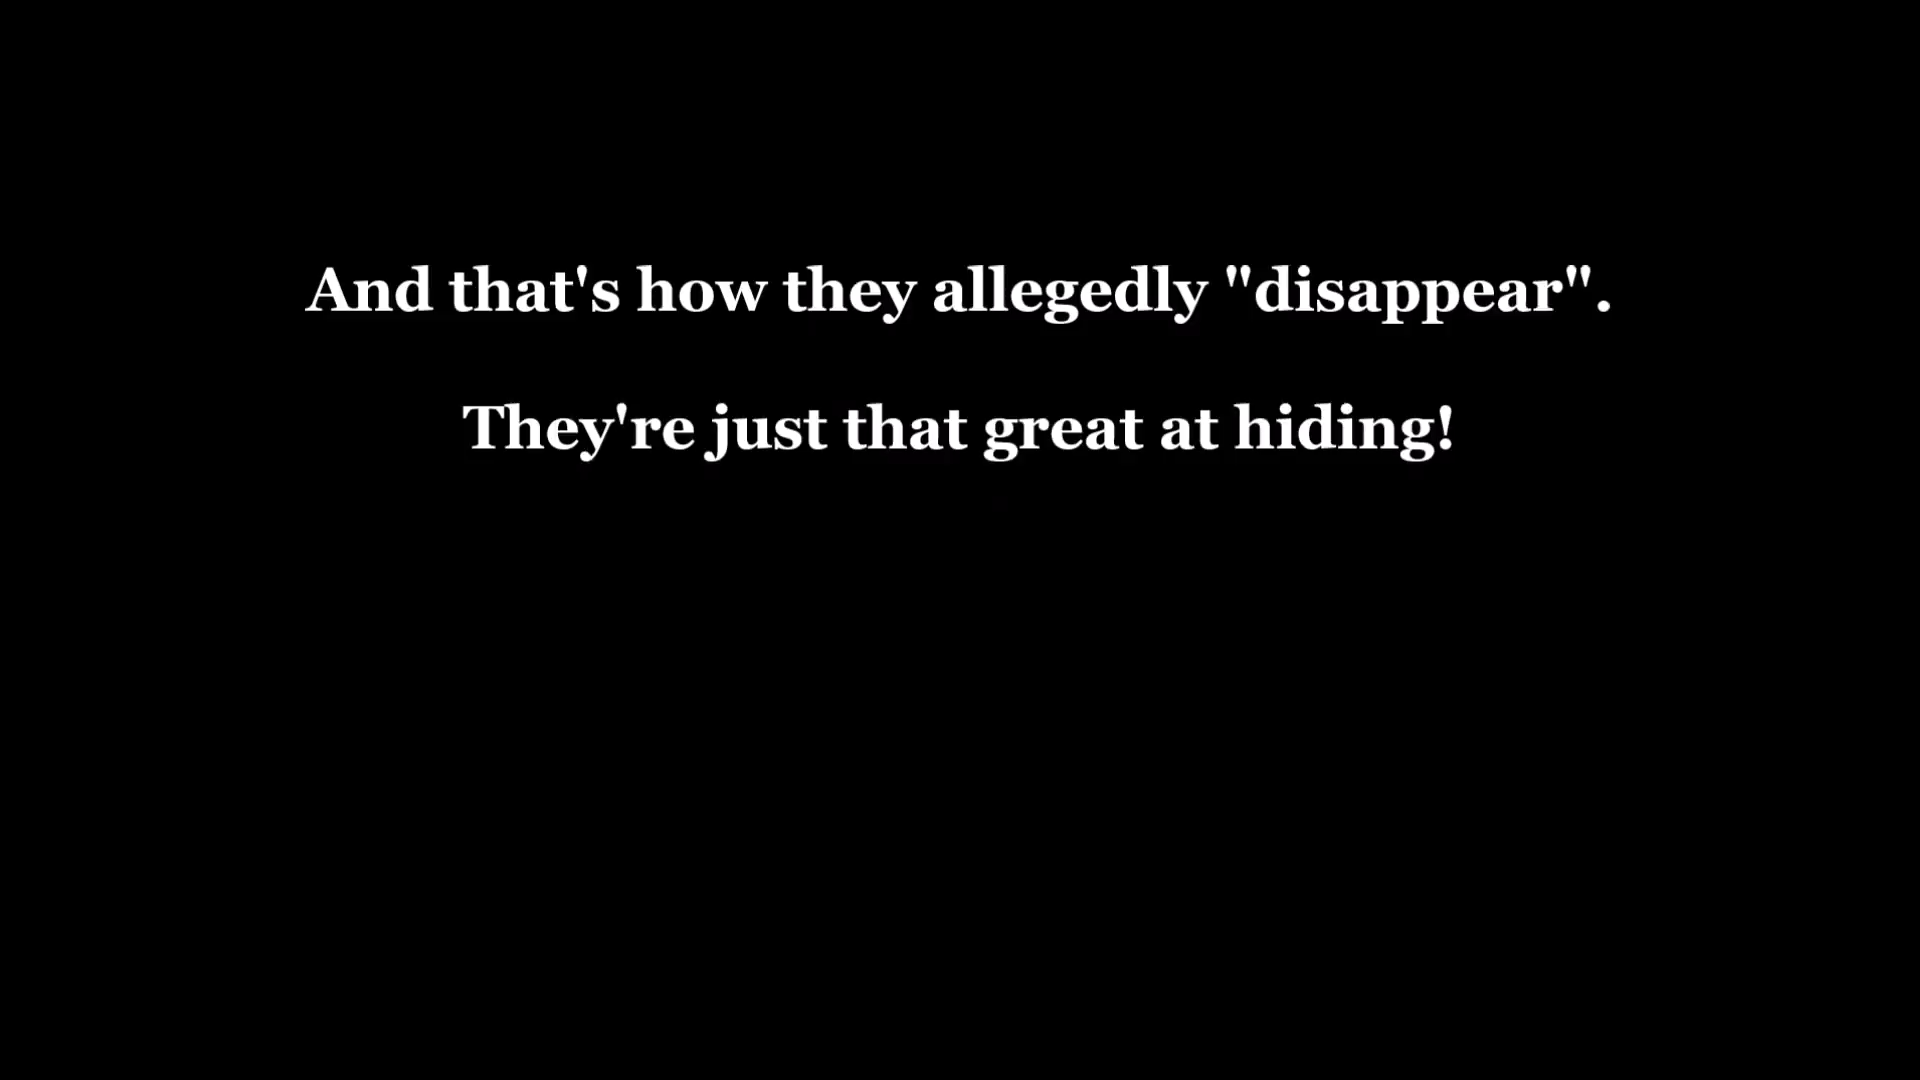 And that's how they allegedly "disappear".
They're just that great at hiding!